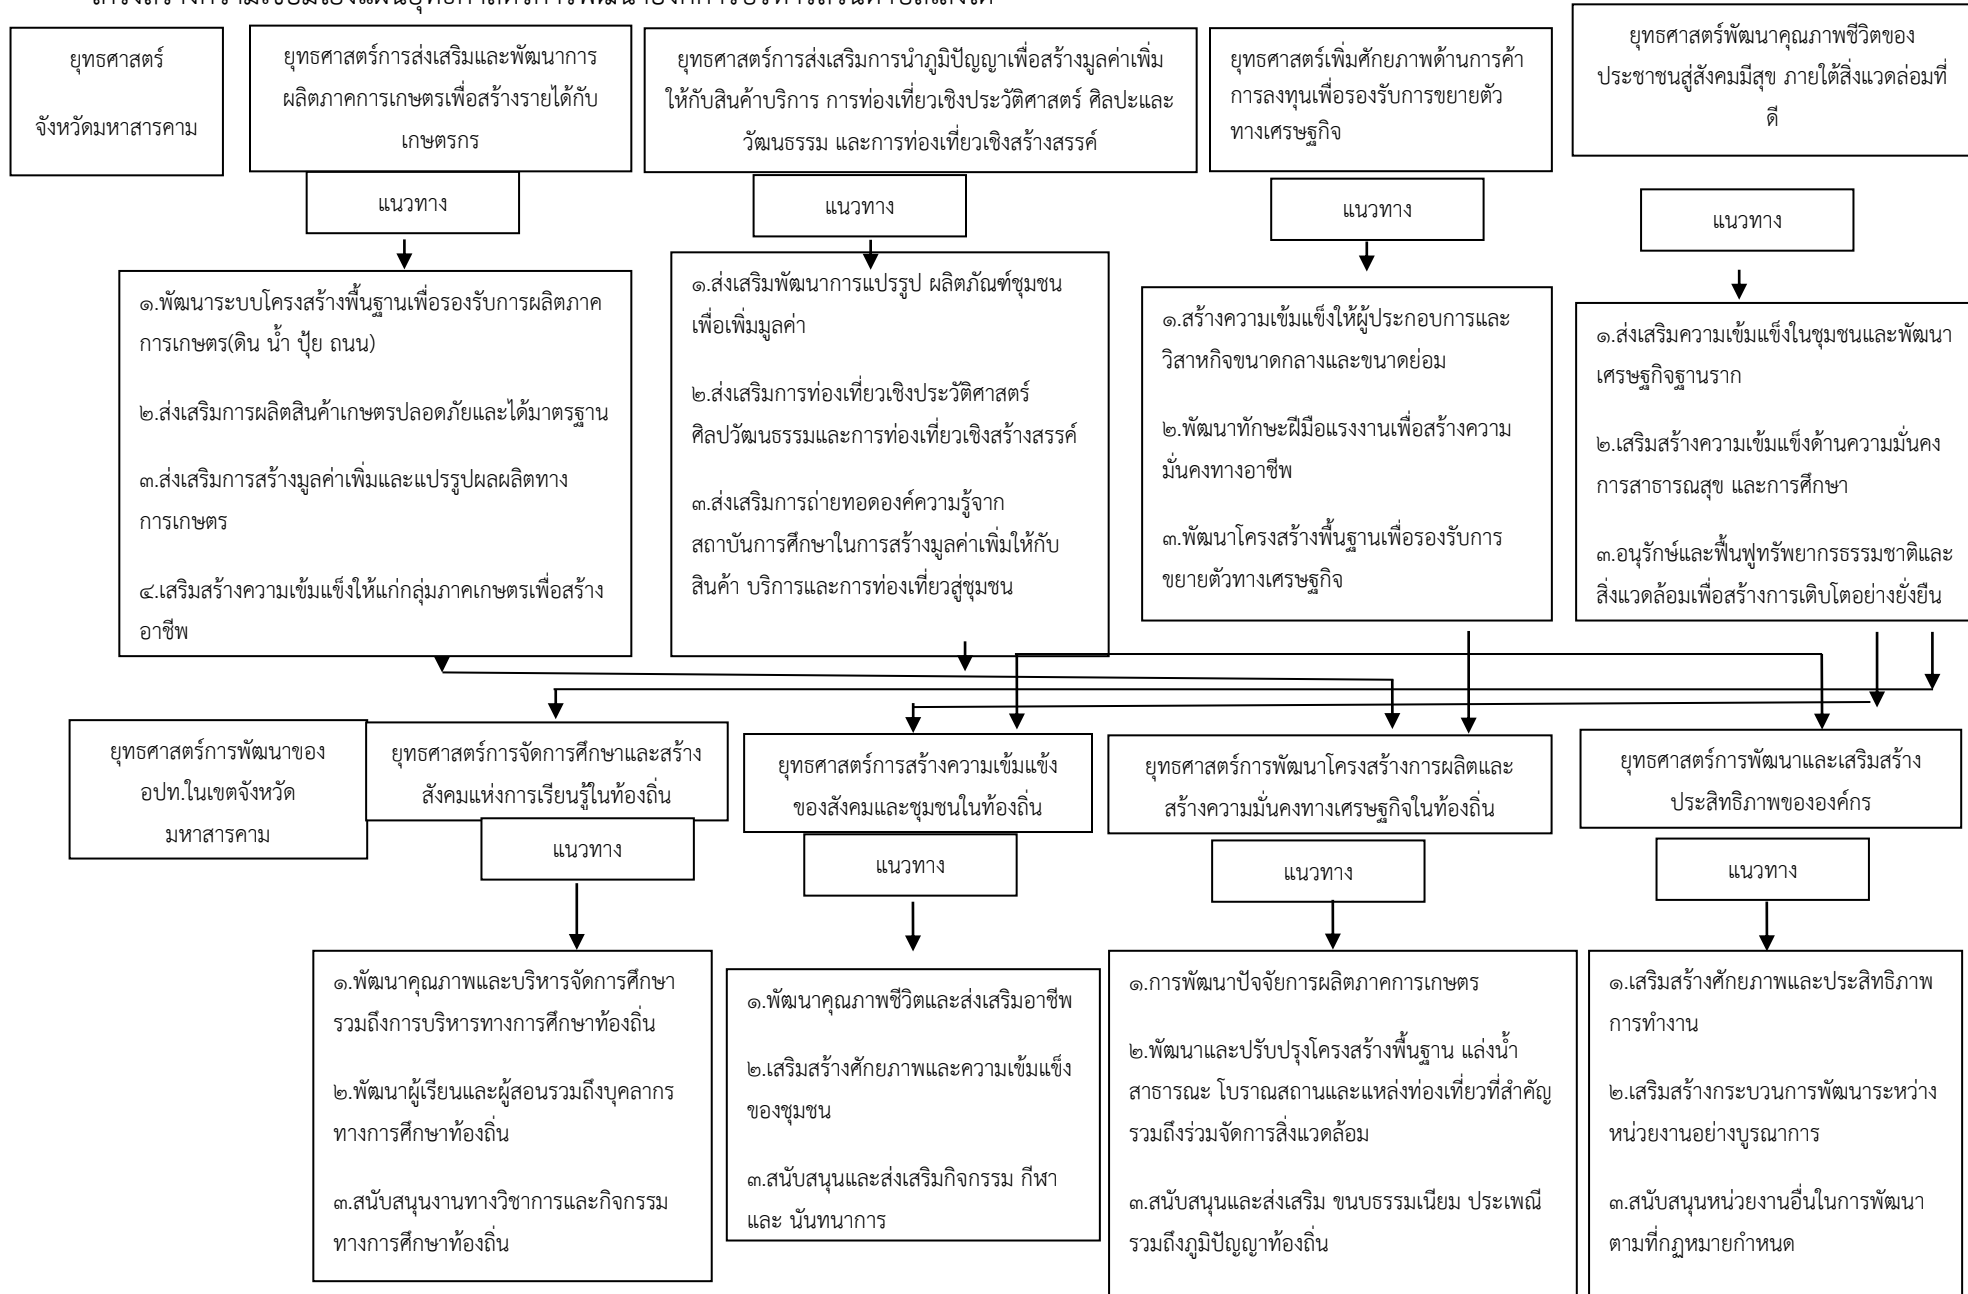 โครงสร้างความเชื่อมโยงแผนยุทธศาสตร์การพัฒนาองค์การบริหารส่วนตำบล
ยุทธศาสตร์
จังหวัดมหาสารคาม
ยุทธศาสตร์การส่งเสริมและพัฒนาการ
ผลิตภาคการเกษตรเพื่อสร้างรายได้กับ
เกษตรกร
ยุทธศาสตร์การส่งเสริมการนำภูมิปัญญาเพื่อสร้างมูลค่าเพิ่ม
ให้กับสินค้าบริการ การท่องเที่ยวเชิงประวัติศาสตร์ ศิลปะและ
วัฒนธรรม และการท่องเที่ยวเชิงสร้างสรรค์
ยุทธศาสตร์เพิ่มศักยภาพด้านการค้า
การลงทุนเพื่อรองรับการขยายตัว
ทางเศรษฐกิจ
ยุทธศาสตร์พัฒนาคุณภาพชีวิตของ
ประชาชนสู่สังคมมีสุข ภายใต้สิ่งแวดล่อมที่
ดี
แนวทาง
แนวทาง
แนวทาง
แนวทาง
๑.พัฒนาระบบโครงสร้างพื้นฐานเพื่อรองรับการผลิตภาค
การเกษตร(ดิน น้ำ ปุ้ย ถนน)
๒.ส่งเสริมการผลิตสินค้าเกษตรปลอดภัยและได้มาตรฐาน
๓.ส่งเสริมการสร้างมูลค่าเพิ่มและแปรรูปผลผลิตทาง
การเกษตร
๔.เสริมสร้างความเข้มแข็งให้แก่กลุ่มภาคเกษตรเพื่อสร้าง
อาชีพ
๑.ส่งเสริมพัฒนาการแปรรูป ผลิตภัณฑ์ชุมชน
เพื่อเพิ่มมูลค่า
๒.ส่งเสริมการท่องเที่ยวเชิงประวัติศาสตร์
ศิลปวัฒนธรรมและการท่องเที่ยวเชิงสร้างสรรค์
๓.ส่งเสริมการถ่ายทอดองค์ความรู้จาก
สถาบันการศึกษาในการสร้างมูลค่าเพิ่มให้กับ
สินค้า บริการและการท่องเที่ยวสู่ชุมชน
๑.สร้างความเข้มแข็งให้ผู้ประกอบการและ
วิสาหกิจขนาดกลางและขนาดย่อม
๒.พัฒนาทักษะฝีมือแรงงานเพื่อสร้างความ
มั่นคงทางอาชีพ
๓.พัฒนาโครงสร้างพื้นฐานเพื่อรองรับการ
ขยายตัวทางเศรษฐกิจ
๑.ส่งเสริมความเข้มแข็งในชุมชนและพัฒนา
เศรษฐกิจฐานราก
๒.เสริมสร้างความเข้มแข็งด้านความมั่นคง
การสาธารณสุข และการศึกษา
๓.อนุรักษ์และฟื้นฟูทรัพยากรธรรมชาติและ
สิ่งแวดล้อมเพื่อสร้างการเติบโตอย่างยั่งยืน
ยุทธศาสตร์การพัฒนาของ
อปท.ในเขตจังหวัด
มหาสารคาม
ยุทธศาสตร์การจัดการศึกษาและสร้าง
สังคมแห่งการเรียนรู้ในท้องถิ่น
ยุทธศาสตร์การสร้างความเข้มแข้ง
ของสังคมและชุมชนในท้องถิ่น
ยุทธศาสตร์การพัฒนาโครงสร้างการผลิตและ
สร้างความมั่นคงทางเศรษฐกิจในท้องถิ่น
ยุทธศาสตร์การพัฒนาและเสริมสร้าง
ประสิทธิภาพขององค์กร
แนวทาง
แนวทาง
แนวทาง
แนวทาง
๑.พัฒนาคุณภาพและบริหารจัดการศึกษา
รวมถึงการบริหารทางการศึกษาท้องถิ่น
๒.พัฒนาผู้เรียนและผู้สอนรวมถึงบุคลากร
ทางการศึกษาท้องถิ่น
๓.สนับสนุนงานทางวิชาการและกิจกรรม
ทางการศึกษาท้องถิ่น
๑.พัฒนาคุณภาพชีวิตและส่งเสริมอาชีพ
๒.เสริมสร้างศักยภาพและความเข้มแข็ง
ของชุมชน
๓.สนับสนุนและส่งเสริมกิจกรรม กีฬา
และ นันทนาการ
๑.การพัฒนาปัจจัยการผลิตภาคการเกษตร
๒.พัฒนาและปรับปรุงโครงสร้างพื้นฐาน แล่งน้ำ
สาธารณะ โบราณสถานและแหล่งท่องเที่ยวที่สำคัญ
รวมถึงร่วมจัดการสิ่งแวดล้อม
๓.สนับสนุนและส่งเสริม ขนบธรรมเนียม ประเพณี
รวมถึงภูมิปัญญาท้องถิ่น
๑.เสริมสร้างศักยภาพและประสิทธิภาพ
การทำงาน
๒.เสริมสร้างกระบวนการพัฒนาระหว่าง
หน่วยงานอย่างบูรณาการ
๓.สนับสนุนหน่วยงานอื่นในการพัฒนา
ตามที่กฎหมายกำหนด